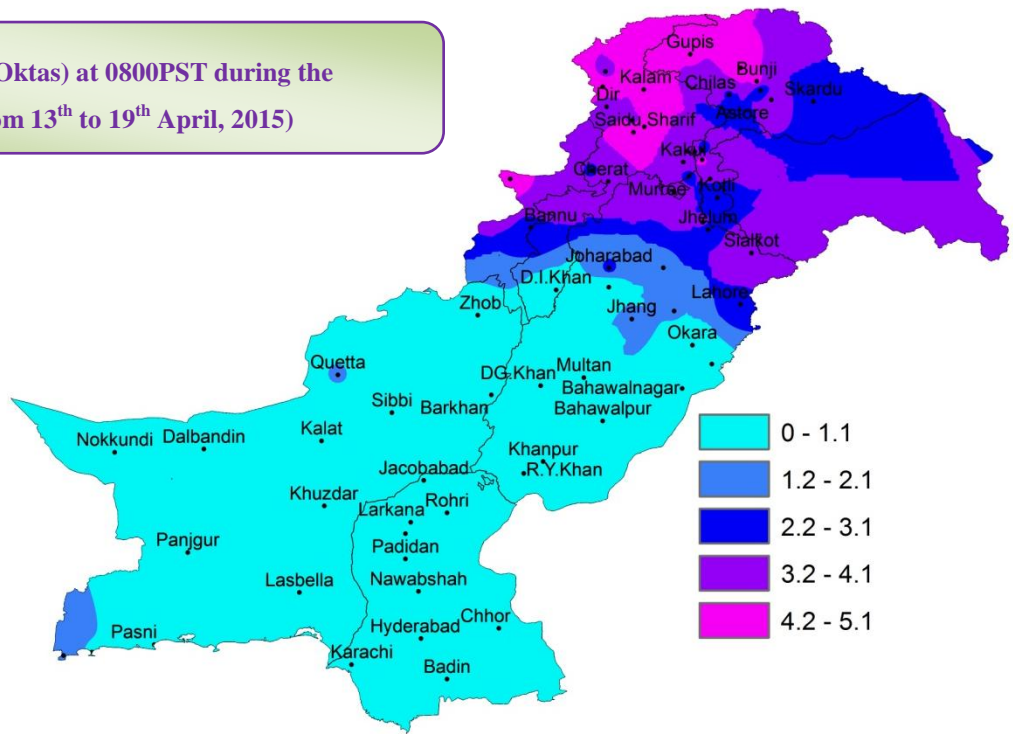 Oktas) at 0800PST during the
om 13th to 19th April, 2015)
Gupis
Kalam
Chilas
Bunji
Skardu
Dir
Astore
Saidu Sharif
Kakul
Cherat
Murree
Kotli
Bannu
Jhelum
Sialkot
Joharabad
D.I.Khan
Zhob
Jhang
Lahore
Okara
Quetta
DG.Khan
Multan
Sibbi
Barkhan
Bahawalnagar
Bahawalpur
Nokkundi
Dalbandin
Kalat
Khanpur
R.Y.Khan
Jacobabad
Khuzdar
Rohri
Larkana
Panjgur
Padidan
Lasbella
Nawabshah
Pasni
Hyderabad
Chhor
Karachi
Badin
0 - 1.1
1.2 - 2.1
2.2 - 3.1
3.2 - 4.1
4.2 - 5.1